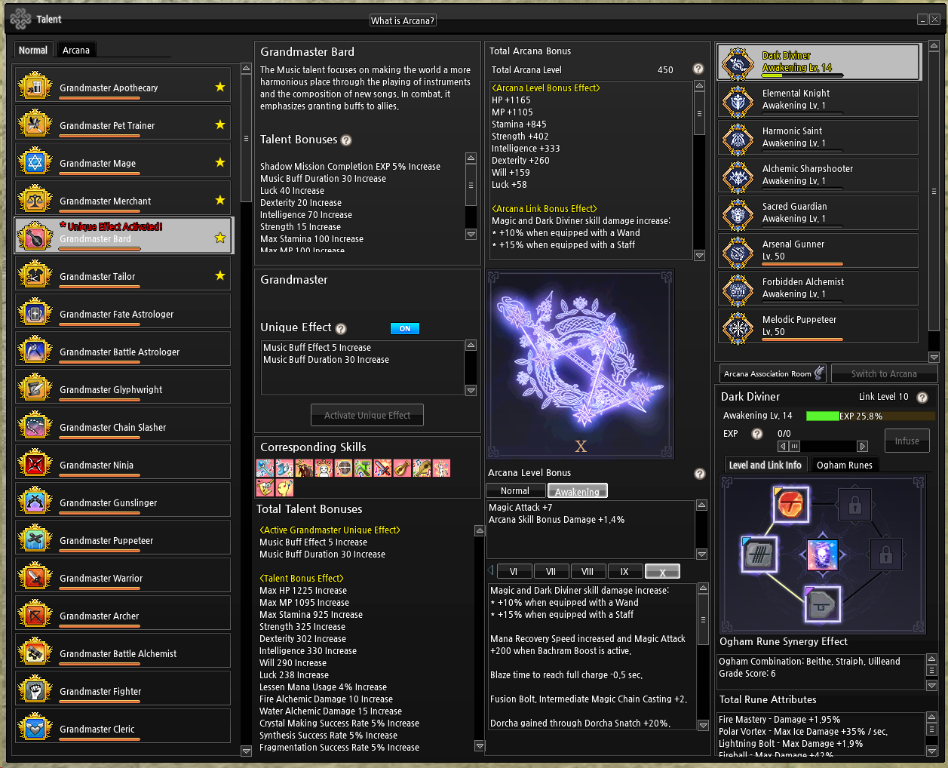 Talent
What is Arcana?
Normal
Arcana
Grandmaster Apothecary
Grandmaster Pet Trainer
Grandmaster Mage
Grandmaster Merchant
* Unique Effect Activated!
Grandmaster Bard
Grandmaster Tailor
Grandmaster Fate Astrologer
Grandmaster Battle Astrologer
Grandmaster Glyphwright
Grandmaster Chain Slasher
Grandmaster Ninja
Grandmaster Gunslinger
Grandmaster Puppeteer
Grandmaster Warrior
Grandmaster Archer
Grandmaster Battle Alchemist
Grandmaster Fighter
Grandmaster Cleric
Grandmaster Bard
The Music talent focuses on making the world a more
harmonious place through the playing of instruments
and the composition of new songs. In combat, it
emphasizes granting buffs to allies.
Talent Bonuses ?
Shadow Mission Completion EXP 5% Increase
Music Buff Duration 30 Increase
Luck 40 Increase
Dexterity 20 Increase
Intelligence 70 Increase
Strength 15 Increase
Max Stamina 100 Increase
Max MP 100 Increase
Grandmaster
Unique Effect ?
ON
Music Buff Effect 5 Increase
Music Buff Duration 30 Increase
Activate Unique Effect
Corresponding Skills
Total Talent Bonuses
<Active Grandmaster Unique Effect>
Music Buff Effect 5 Increase
Music Buff Duration 30 Increase
<Talent Bonus Effect>
Max HP 1225 Increase
Max MP 1095 Increase
Max Stamina 925 Increase
Strength 325 Increase
Dexterity 302 Increase
Intelligence 330 Increase
Will 290 Increase
Luck 238 Increase
Lessen Mana Usage 4% Increase
Fire Alchemic Damage 10 Increase
Water Alchemic Damage 15 Increase
Crystal Making Success Rate 5% Increase
Synthesis Success Rate 5% Increase
Fragmentation Success Rate 5% Increase
Total Arcana Bonus
Total Arcana Level 450 ?
<Arcana Level Bonus Effect>
HP +1165
MP +1105
Stamina +845
Strength +402
Intelligence +333
Dexterity +260
Will +159
Luck +58
<Arcana Link Bonus Effect>
Magic and Dark Diviner skill damage increase:
* +10% when equipped with a Wand
* +15% when equipped with a Staff
X
Arcana Level Bonus ?
Normal
Awakening
Magic Attack +7
Arcana Skill Bonus Damage +1.4%
VI
VII
VIII
IX
X
Magic and Dark Diviner skill damage increase:
* +10% when equipped with a Wand
* +15% when equipped with a Staff
Mana Recovery Speed increased and Magic Attack
+200 when Bachram Boost is active.
Blaze time to reach full charge -0.5 sec.
Fusion Bolt, Intermediate Magic Chain Casting +2.
Dorcha gained through Dorcha Snatch +20%.
Dark Diviner
Awakening Lv. 14
Elemental Knight
Awakening Lv. 1
Harmonic Saint
Awakening Lv. 1
Alchemic Sharpshooter
Awakening Lv. 1
Sacred Guardian
Awakening Lv. 1
Arsenal Gunner
Lv. 50
Forbidden Alchemist
Awakening Lv. 1
Melodic Puppeteer
Lv. 50
Arcana Association Room
Switch to Arcana
Dark Diviner
Link Level 10 ?
Awakening Lv. 14
EXP 25.8%
EXP ? 0/0
Infuse
Level and Link Info
Ogham Runes
Ogham Rune Synergy Effect
Ogham Combination: Beithe, Straiph, Uilleand
Grade Score: 6
Total Rune Attributes
Fire Mastery - Damage +1.95%
Polar Vortex - Max Ice Damage +35% / sec.
Lightning Bolt - Max Damage +1.9%
Fireball - Max Damage +42%